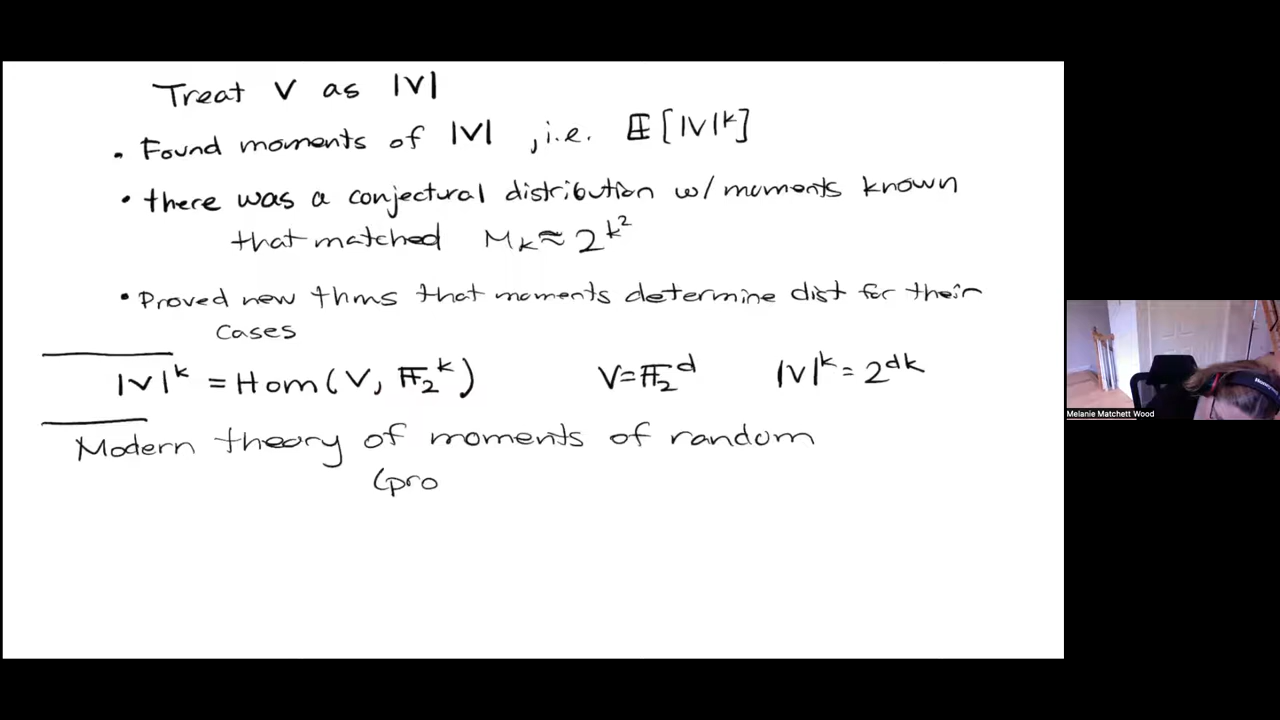 Treat V as |V|
• Found moments of |V| , i.e. 𝔼[|V|^k]
• there was a conjectural distribution w/ moments known
that matched M_k ≈ 2^{k^2}
• Proved new thms that moments determine dist for their
cases
|V|^k = Hom(V, 𝔽_2^k) V = 𝔽_2^d |V|^k = 2^{dk}
Modern theory of moments of random
(pro
Melanie Matchett Wood
Honeywell